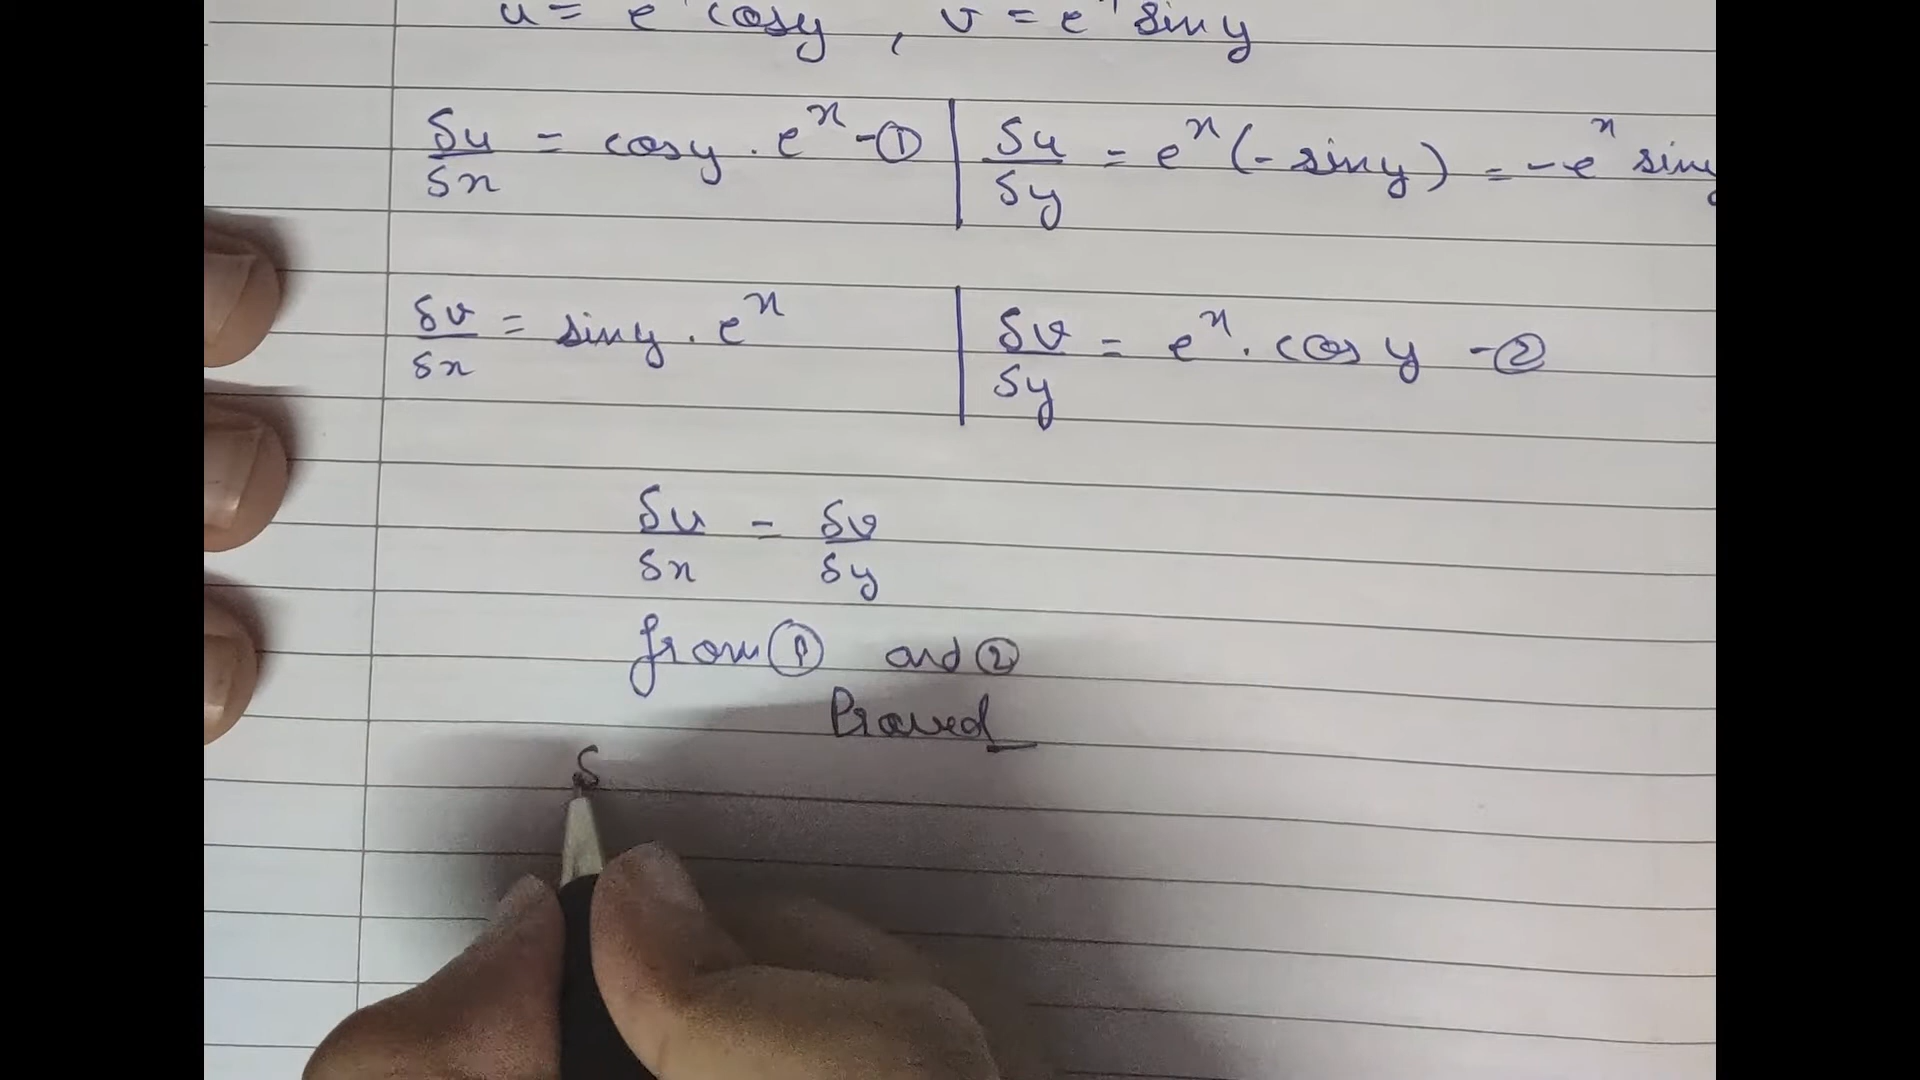 u = e cosy , v = e siny
δu/δx = cosy . e^x - ① | δu/δy = e^x (- siny) = - e^x siny
δv/δx = siny . e^x | δv/δy = e^x . cos y - ②
δu/δx = δv/δy
from ① and ②
Proved
δ